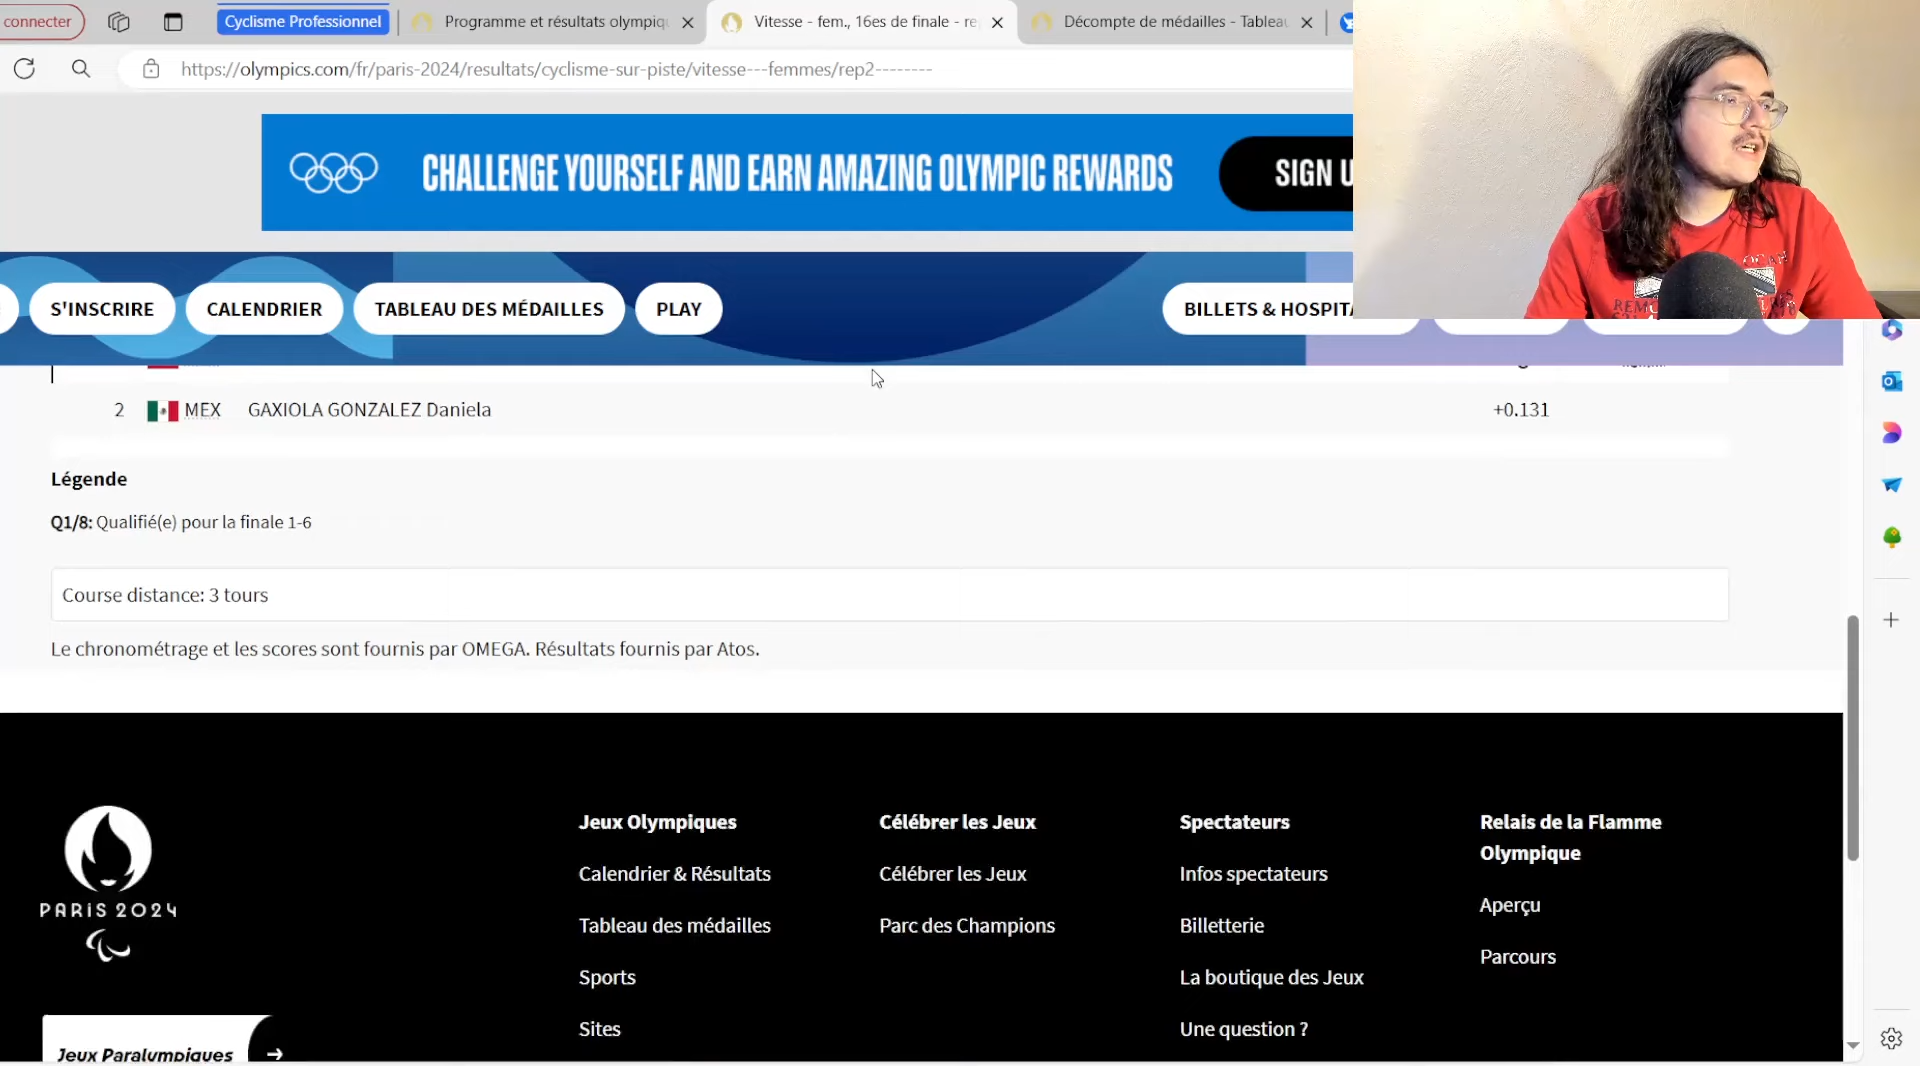 connecter
Cyclisme Professionnel
Programme et résultats olympiqu
Vitesse - fem., 16es de finale - re
Décompte de médailles - Tableau
https://olympics.com/fr/paris-2024/resultats/cyclisme-sur-piste/vitesse---femmes/rep2--------
CHALLENGE YOURSELF AND EARN AMAZING OLYMPIC REWARDS
SIGN U
S'INSCRIRE
CALENDRIER
TABLEAU DES MÉDAILLES
PLAY
BILLETS & HOSPITA
2 MEX GAXIOLA GONZALEZ Daniela +0.131
Légende
Q1/8: Qualifié(e) pour la finale 1-6
Course distance: 3 tours
Le chronométrage et les scores sont fournis par OMEGA. Résultats fournis par Atos.
PARIS 2024
Jeux Paralympiques
Jeux Olympiques
Calendrier & Résultats
Tableau des médailles
Sports
Sites
Célébrer les Jeux
Célébrer les Jeux
Parc des Champions
Spectateurs
Infos spectateurs
Billetterie
La boutique des Jeux
Une question ?
Relais de la Flamme
Olympique
Aperçu
Parcours